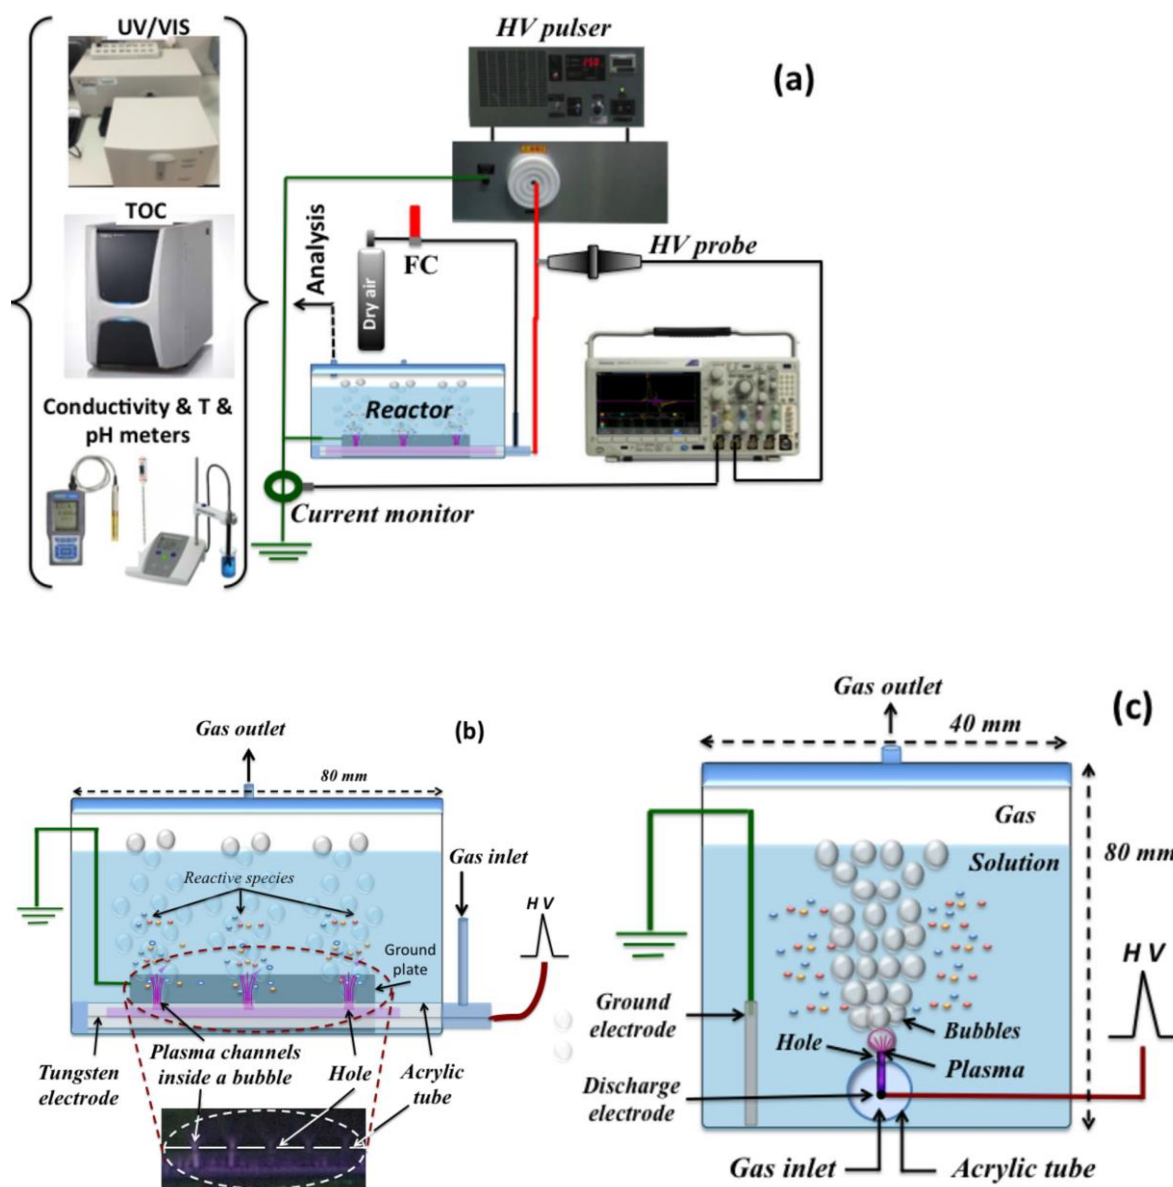 UV/VIS
HV pulser
(a)
150
TOC
Analysis
FC
HV probe
Dry air
Reactor
Conductivity & T &
pH meters
Current monitor
Gas outlet
(b)
80 mm
Gas inlet
Reactive species
H V
Ground
plate
Plasma channels
inside a bubble
Hole
Acrylic
tube
Tungsten
electrode
Gas outlet
(c)
40 mm
Gas
Solution
80 mm
H V
Ground
electrode
Hole
Bubbles
Plasma
Discharge
electrode
Gas inlet
Acrylic tube